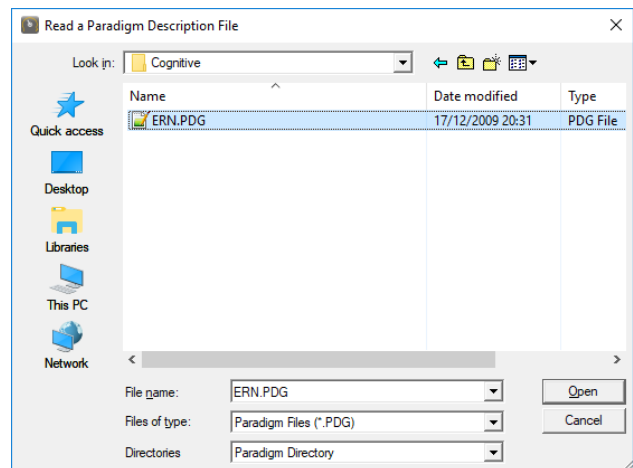 Read a Paradigm Description File
Look in: Cognitive
Name Date modified Type
ERN.PDG 17/12/2009 20:31 PDG File
Quick access
Desktop
Libraries
This PC
Network
File name: ERN.PDG Open
Files of type: Paradigm Files (*.PDG) Cancel
Directories Paradigm Directory